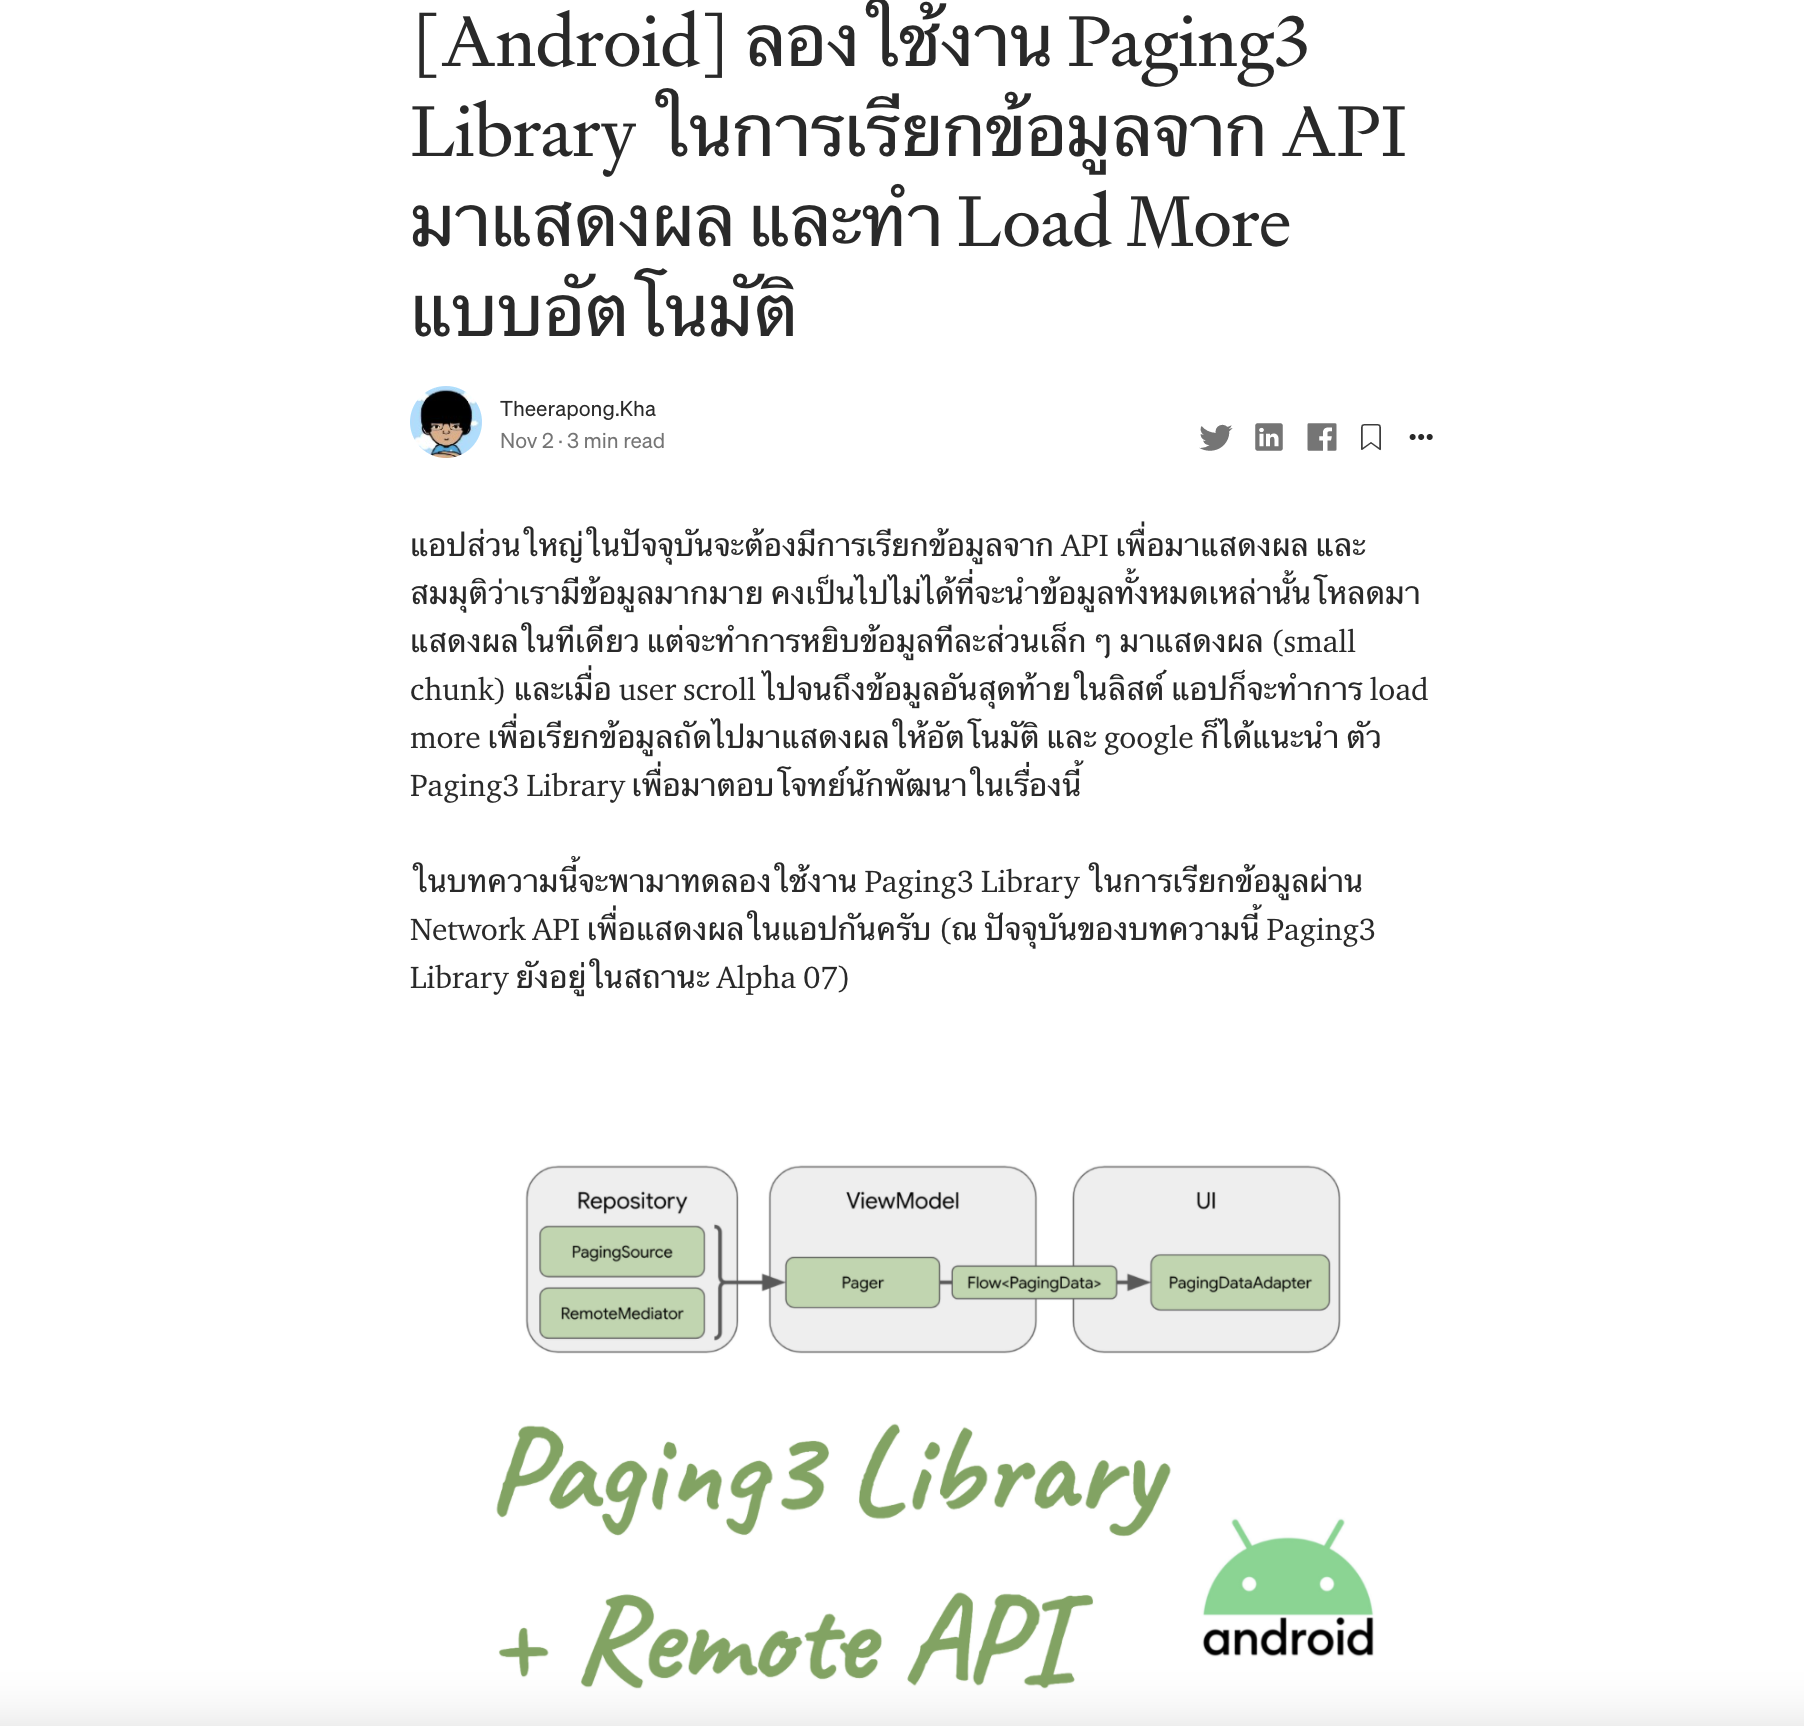 [Android] ลองใช้งาน Paging3
Library ในการเรียกข้อมูลจาก API
มาแสดงผล และทำ Load More
แบบอัตโนมัติ
Theerapong.Kha
Nov 2 · 3 min read
แอปส่วนใหญ่ในปัจจุบันจะต้องมีการเรียกข้อมูลจาก API เพื่อมาแสดงผล และ
สมมุติว่าเรามีข้อมูลมากมาย คงเป็นไปไม่ได้ที่จะนำข้อมูลทั้งหมดเหล่านั้นโหลดมา
แสดงผลในทีเดียว แต่จะทำการหยิบข้อมูลทีละส่วนเล็ก ๆ มาแสดงผล (small
chunk) และเมื่อ user scroll ไปจนถึงข้อมูลอันสุดท้ายในลิสต์ แอปก็จะทำการ load
more เพื่อเรียกข้อมูลถัดไปมาแสดงผลให้อัตโนมัติ และ google ก็ได้แนะนำ ตัว
Paging3 Library เพื่อมาตอบโจทย์นักพัฒนาในเรื่องนี้
ในบทความนี้จะพามาทดลองใช้งาน Paging3 Library ในการเรียกข้อมูลผ่าน
Network API เพื่อแสดงผลในแอปกันครับ (ณ ปัจจุบันของบทความนี้ Paging3
Library ยังอยู่ในสถานะ Alpha 07)
Repository
PagingSource
RemoteMediator
ViewModel
Pager
Flow<PagingData>
UI
PagingDataAdapter
Paging3 Library
+ Remote API
android